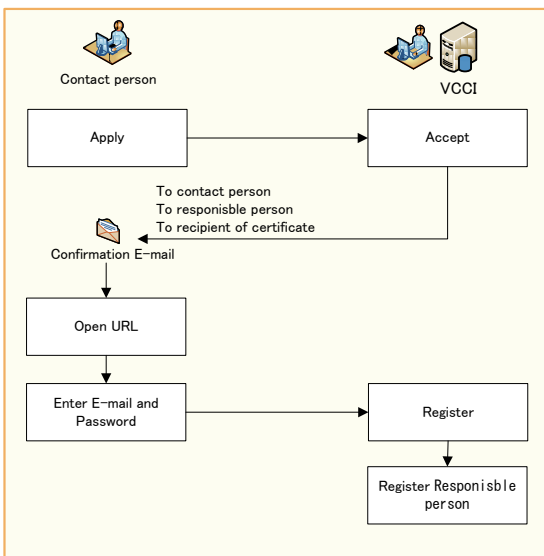 Contact person
VCCI
Apply
Accept
To contact person
To responisble person
To recipient of certificate
Confirmation E-mail
Open URL
Enter E-mail and
Password
Register
Register Responisble
person